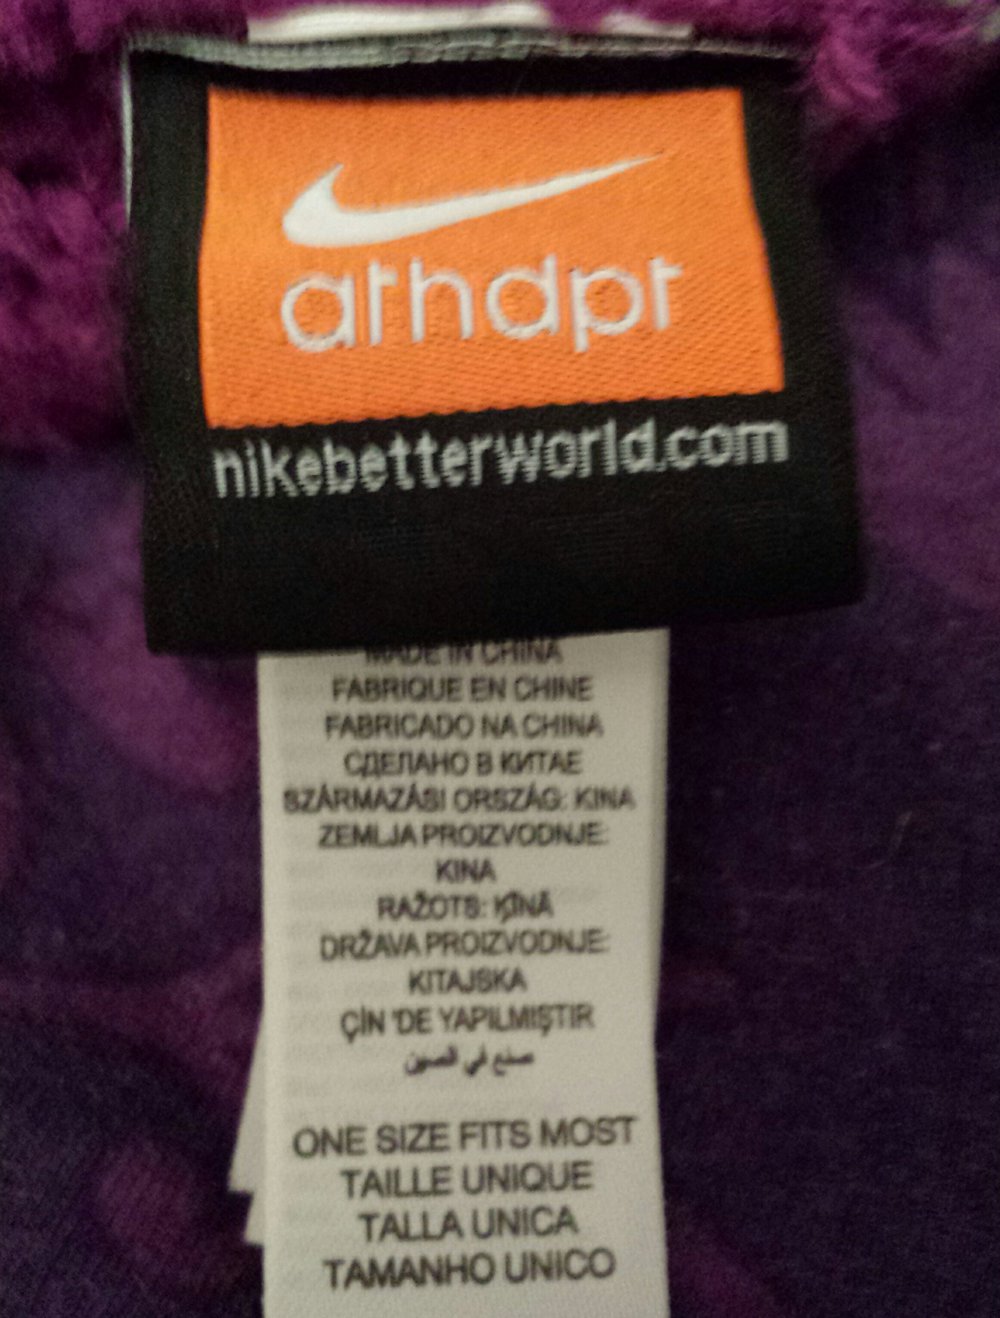 athdpt
nikebetterworld.com
MADE IN CHINA
FABRIQUE EN CHINE
FABRICADO NA CHINA
СДЕЛАНО В КИТАЕ
SZÁRMAZÁSI ORSZÁG: KINA
ZEMLJA PROIZVODNJE:
KINA
RAŽOTS: ĶĪNĀ
DRŽAVA PROIZVODNJE:
KITAJSKA
ÇİN 'DE YAPILMIŞTIR
صنع في الصين
ONE SIZE FITS MOST
TAILLE UNIQUE
TALLA UNICA
TAMANHO UNICO